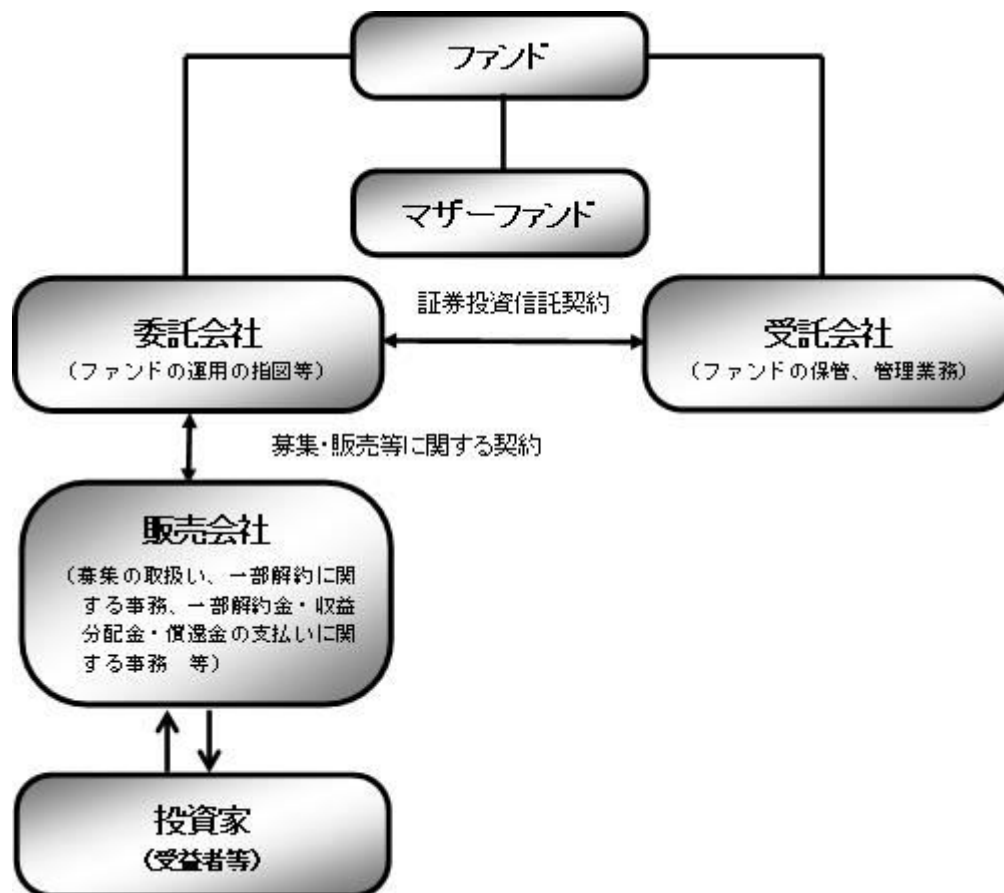 ファンド
マザーファンド
証券投資信託契約
委託会社
（ファンドの運用の指図等）
受託会社
（ファンドの保管、管理業務）
募集・販売等に関する契約
販売会社
（募集の取扱い、一部解約に関
する事務、一部解約金・収益
分配金・償還金の支払いに関
する事務　等）
投資家
（受益者等）